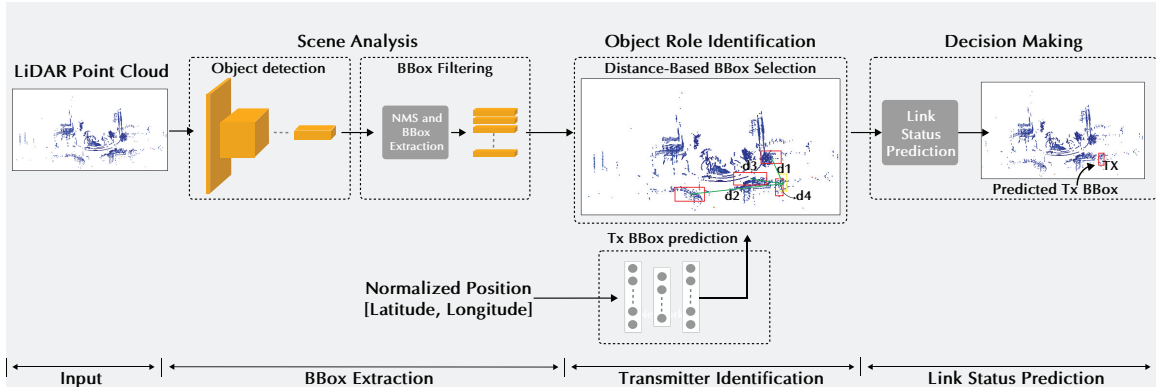 Scene Analysis
Object Role Identification
Decision Making
LiDAR Point Cloud
Object detection
BBox Filtering
Distance-Based BBox Selection
NMS and
BBox
Extraction
d3
d1
d2
d4
Link
Status
Prediction
TX
Predicted Tx BBox
Tx BBox prediction
Normalized Position
[Latitude, Longitude]
Input
BBox Extraction
Transmitter Identification
Link Status Prediction